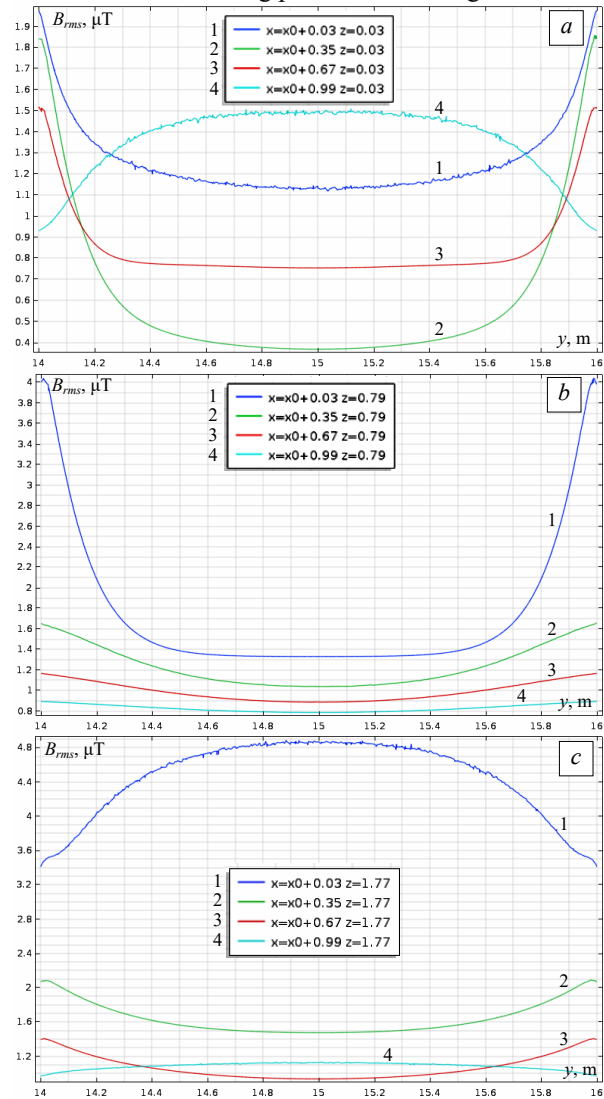 B_rms, μT
a
1 x=x0+0.03 z=0.03
2 x=x0+0.35 z=0.03
3 x=x0+0.67 z=0.03
4 x=x0+0.99 z=0.03
1.9
1.8
1.7
1.6
1.5
1.4
1.3
1.2
1.1
1
0.9
0.8
0.7
0.6
0.5
0.4
4
1
3
2
y, m
14 14.2 14.4 14.6 14.8 15 15.2 15.4 15.6 15.8 16
B_rms, μT
b
1 x=x0+0.03 z=0.79
2 x=x0+0.35 z=0.79
3 x=x0+0.67 z=0.79
4 x=x0+0.99 z=0.79
4
3.8
3.6
3.4
3.2
3
2.8
2.6
2.4
2.2
2
1.8
1.6
1.4
1.2
1
0.8
1
2
3
4
y, m
14 14.2 14.4 14.6 14.8 15 15.2 15.4 15.6 15.8 16
B_rms, μT
c
4.8
4.4
4
3.6
3.2
2.8
2.4
2
1.6
1.2
1
1 x=x0+0.03 z=1.77
2 x=x0+0.35 z=1.77
3 x=x0+0.67 z=1.77
4 x=x0+0.99 z=1.77
2
3
4
y, m
14 14.2 14.4 14.6 14.8 15 15.2 15.4 15.6 15.8 16